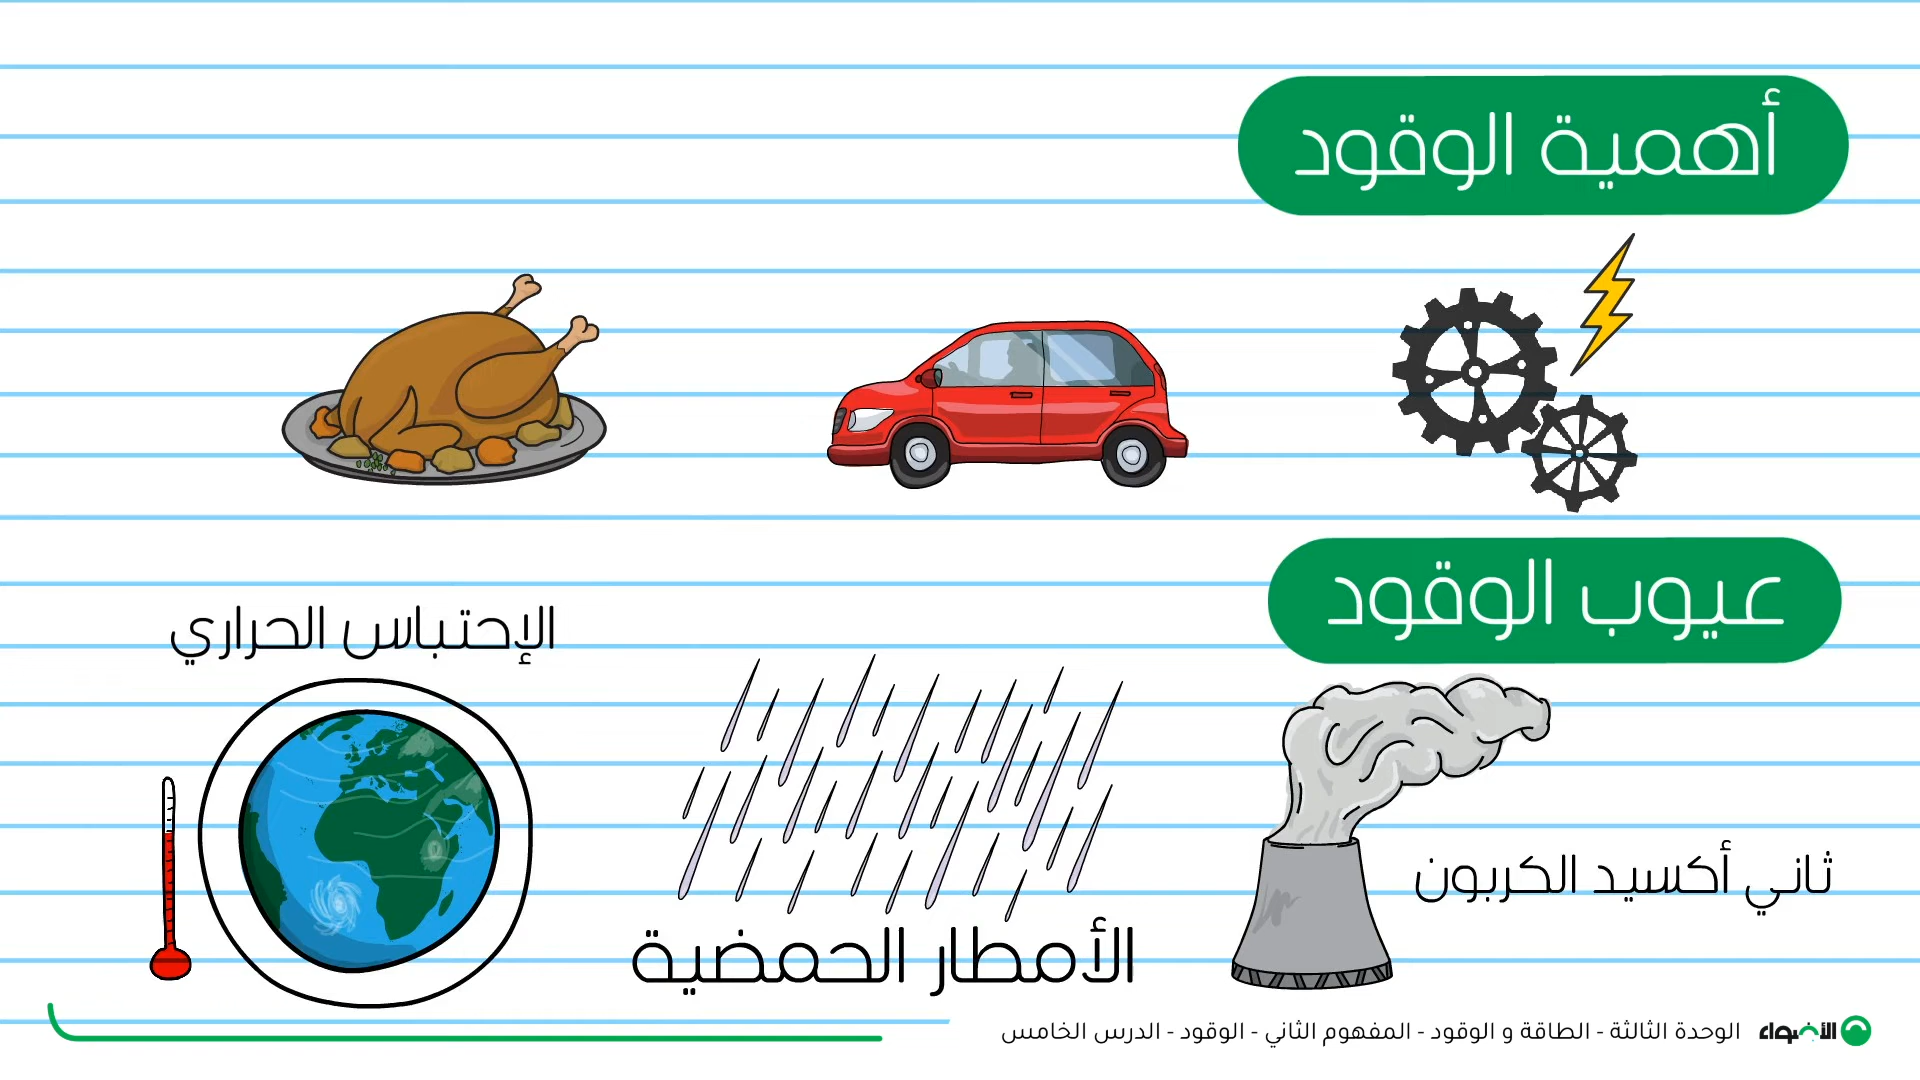 أهمية الوقود
عيوب الوقود
الإحتباس الحراري
ثاني أكسيد الكربون
الأمطار الحمضية
الأضواء الوحدة الثالثة - الطاقة و الوقود - المفهوم الثاني - الوقود - الدرس الخامس